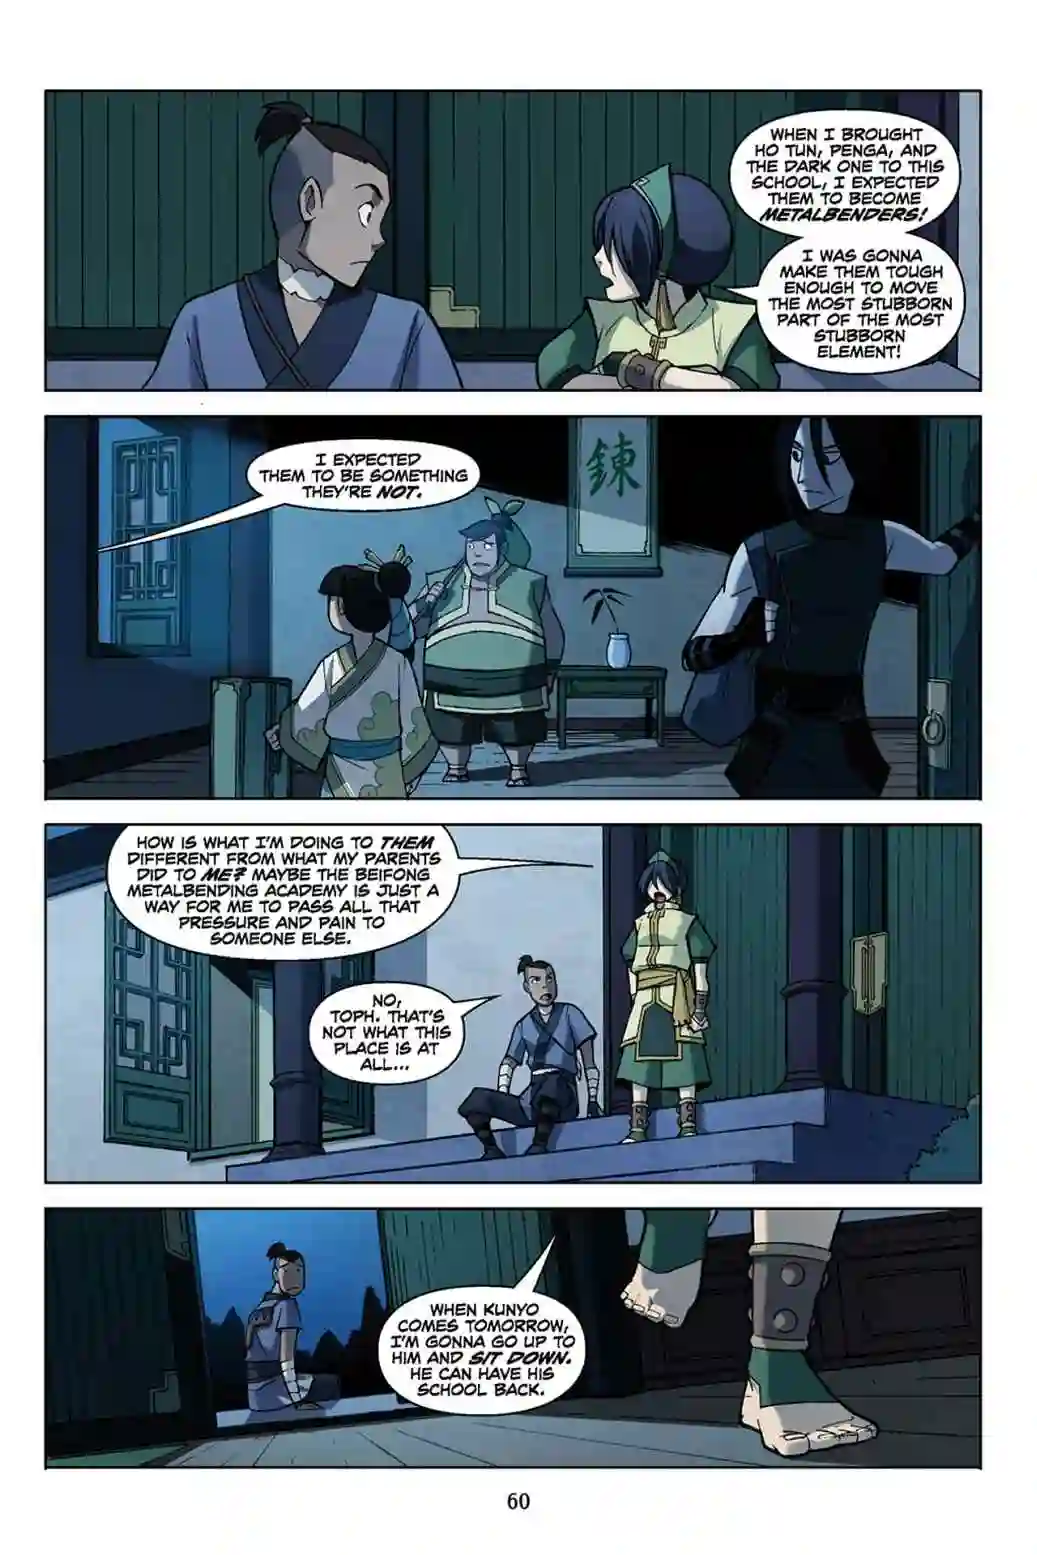 WHEN I BROUGHT
HO TUN, PENGA, AND
THE DARK ONE TO THIS
SCHOOL, I EXPECTED
THEM TO BECOME
METALBENDERS!
I WAS GONNA
MAKE THEM TOUGH
ENOUGH TO MOVE
THE MOST STUBBORN
PART OF THE MOST
STUBBORN
ELEMENT!
I EXPECTED
THEM TO BE SOMETHING
THEY'RE NOT.
鍊
HOW IS WHAT I'M DOING TO THEM
DIFFERENT FROM WHAT MY PARENTS
DID TO ME? MAYBE THE BEIFONG
METALBENDING ACADEMY IS JUST A
WAY FOR ME TO PASS ALL THAT
PRESSURE AND PAIN TO
SOMEONE ELSE.
NO,
TOPH. THAT'S
NOT WHAT THIS
PLACE IS AT
ALL...
WHEN KUNYO
COMES TOMORROW,
I'M GONNA GO UP TO
HIM AND SIT DOWN.
HE CAN HAVE HIS
SCHOOL BACK.
60